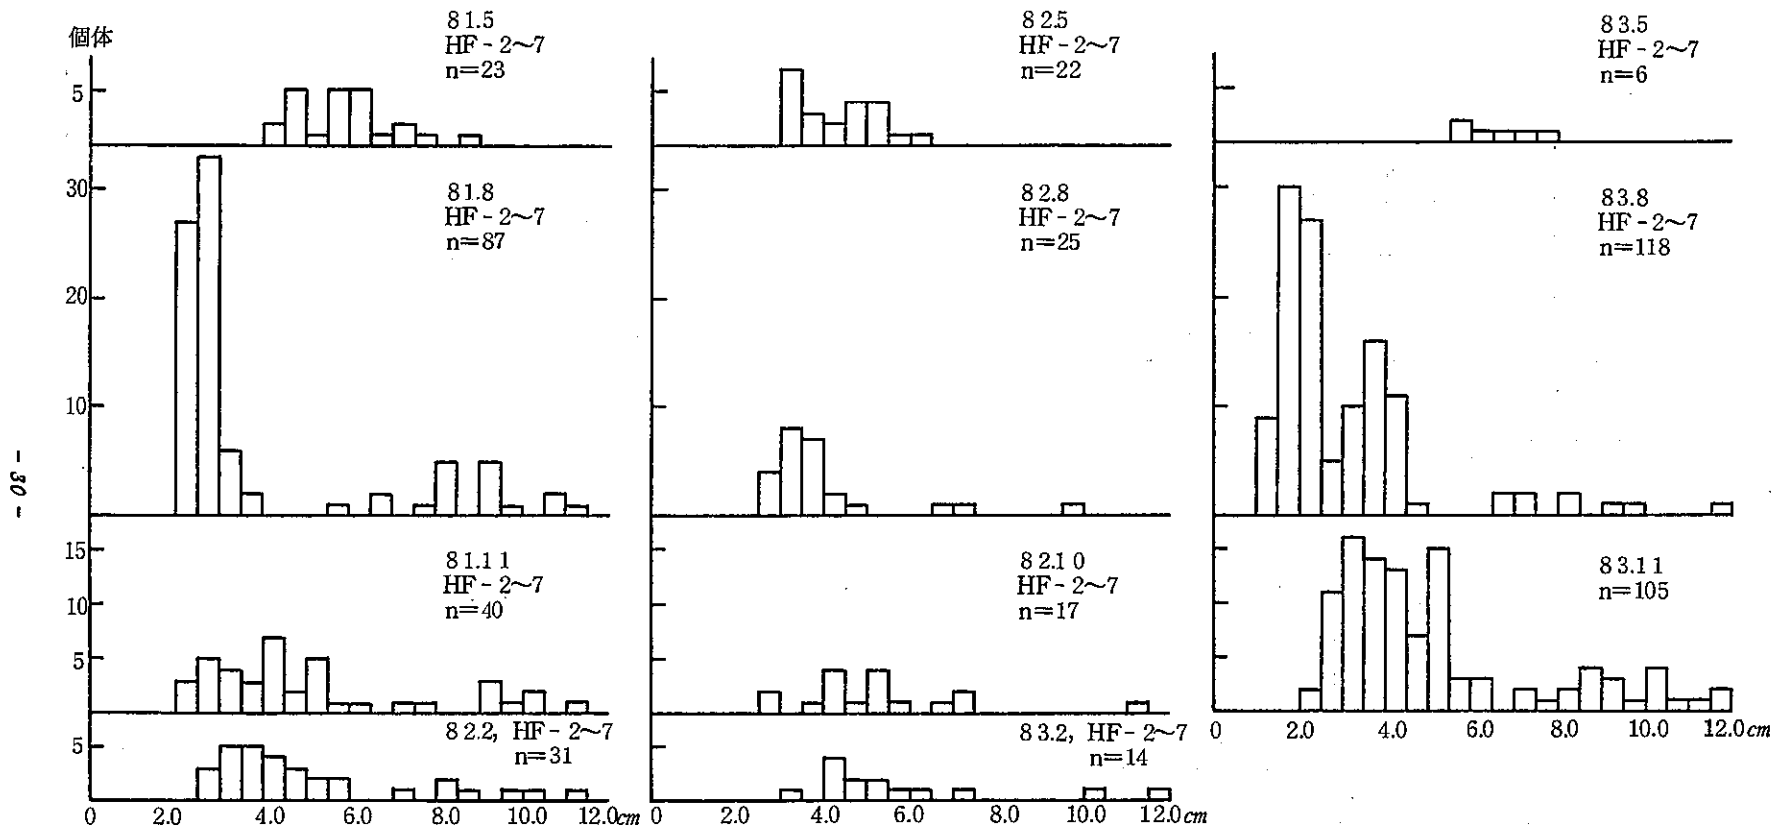 個体
81.5
HF-2～7
n=23
82.5
HF-2～7
n=22
83.5
HF-2～7
n=6
5
81.8
HF-2～7
n=87
82.8
HF-2～7
n=25
83.8
HF-2～7
n=118
30
20
10
81.11
HF-2～7
n=40
82.10
HF-2～7
n=17
83.11
n=105
15
10
5
82.2, HF-2～7
n=31
83.2, HF-2～7
n=14
5
0 2.0 4.0 6.0 8.0 10.0 12.0cm
0 2.0 4.0 6.0 8.0 10.0 12.0cm
0 2.0 4.0 6.0 8.0 10.0 12.0cm
- 30 -